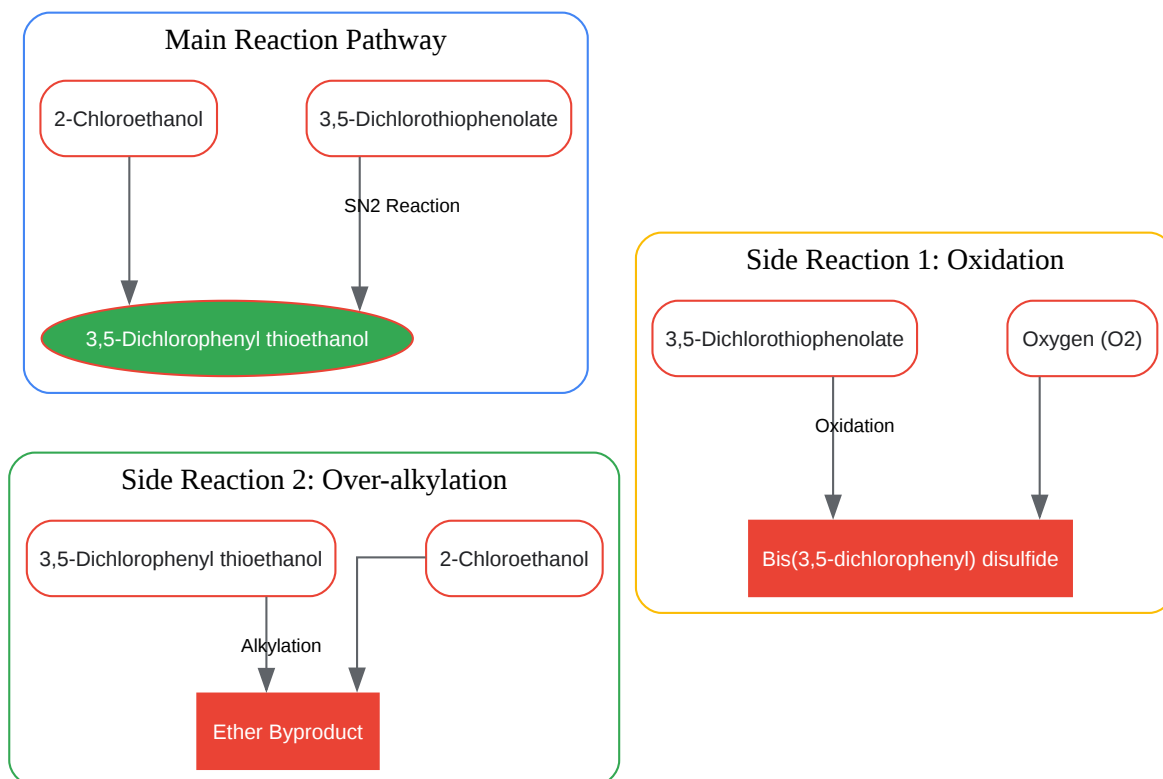 Main Reaction Pathway
2-Chloroethanol
3,5-Dichlorothiophenolate
SN2 Reaction
3,5-Dichlorophenyl thioethanol
Side Reaction 1: Oxidation
3,5-Dichlorothiophenolate
Oxygen (O2)
Oxidation
Bis(3,5-dichlorophenyl) disulfide
Side Reaction 2: Over-alkylation
3,5-Dichlorophenyl thioethanol
2-Chloroethanol
Alkylation
Ether Byproduct